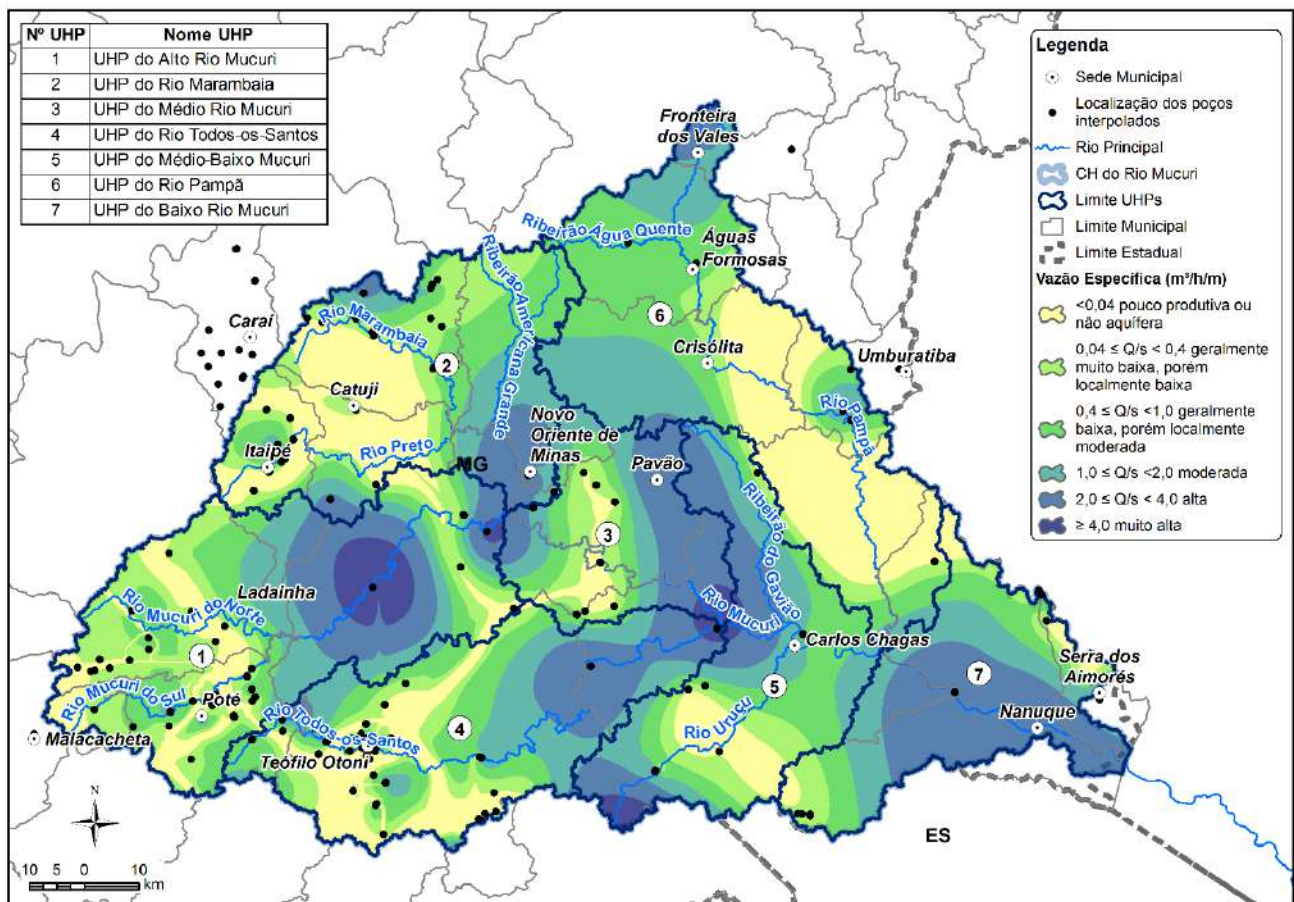 Nº UHP Nome UHP
1 UHP do Alto Rio Mucuri
2 UHP do Rio Marambaia
3 UHP do Médio Rio Mucuri
4 UHP do Rio Todos-os-Santos
5 UHP do Médio-Baixo Mucuri
6 UHP do Rio Pampã
7 UHP do Baixo Rio Mucuri
Legenda
Sede Municipal
Localização dos poços
interpolados
Rio Principal
CH do Rio Mucuri
Limite UHPs
Limite Municipal
Limite Estadual
Vazão Específica (m³/h/m)
<0,04 pouco produtiva ou
não aquífera
0,04 ≤ Q/s < 0,4 geralmente
muito baixa, porém
localmente baixa
0,4 ≤ Q/s <1,0 geralmente
baixa, porém localmente
moderada
1,0 ≤ Q/s <2,0 moderada
2,0 ≤ Q/s < 4,0 alta
≥ 4,0 muito alta
Fronteira
dos Vales
Ribeirão Água Quente
Águas
Formosas
Ribeirão Americana Grande
6
Rio Marambaia
Caraí
Crisólita
Umburatiba
2
Catuji
Rio Pampã
Novo
Oriente de
Minas
Rio Preto
Itaipé
MG
Pavão
Ribeirão do Gavião
3
Ladainha
Rio Mucuri do Norte
Rio Mucuri
Carlos Chagas
1
7
Serra dos
Aimorés
5
Rio Mucuri do Sul
Poté
Nanuque
4
Rio Uruçu
Rio Todos-os-Santos
Malacacheta
Teófilo Otoni
N
ES
10 5 0 10
km